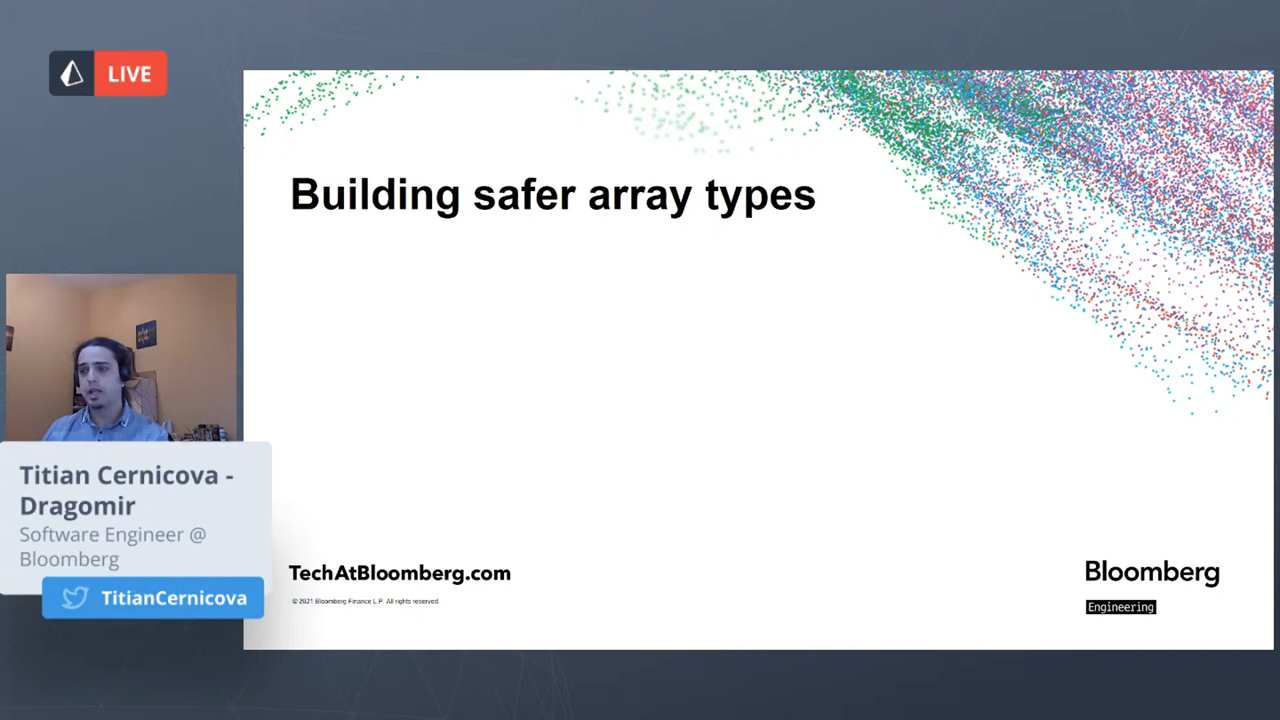 LIVE
Building safer array types
Titian Cernicova -
Dragomir
Software Engineer @
Bloomberg
TitianCernicova
TechAtBloomberg.com
© 2021 Bloomberg Finance L.P. All rights reserved.
Bloomberg
Engineering